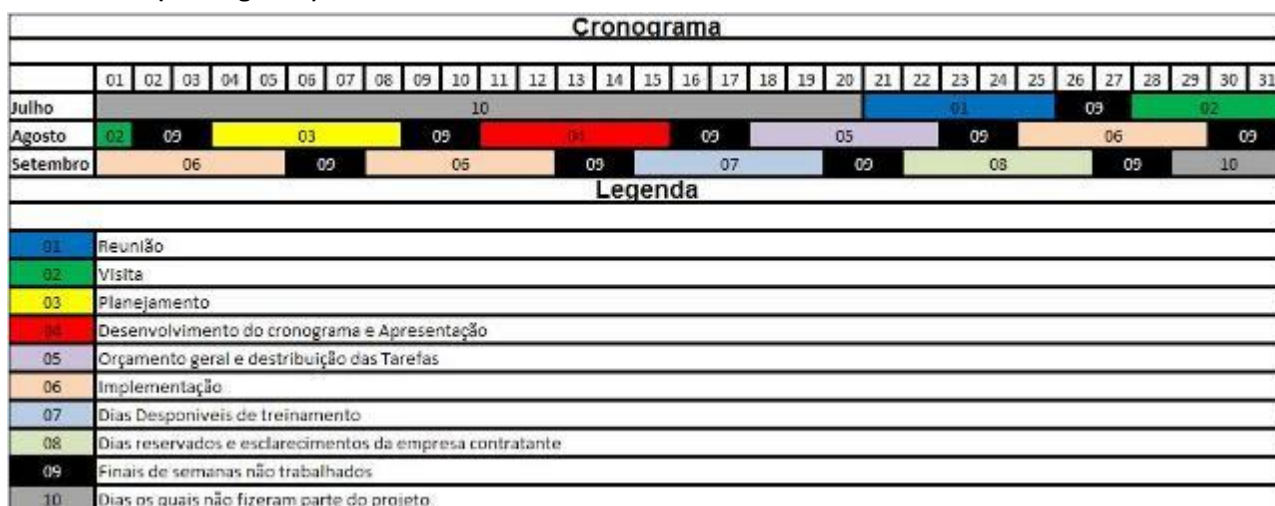 Cronograma
01 02 03 04 05 06 07 08 09 10 11 12 13 14 15 16 17 18 19 20 21 22 23 24 25 26 27 28 29 30 31
Julho 10 01 09 02
Agosto 02 09 03 09 04 09 05 09 06 09
Setembro 06 09 06 09 07 09 08 09 10
Legenda
01 Reunião
02 Visita
03 Planejamento
04 Desenvolvimento do cronograma e Apresentação
05 Orçamento geral e destribuição das Tarefas
06 Implementação
07 Dias Desponiveis de treinamento
08 Dias reservados e esclarecimentos da empresa contratante
09 Finais de semanas não trabalhados
10 Dias os quais não fizeram parte do projeto